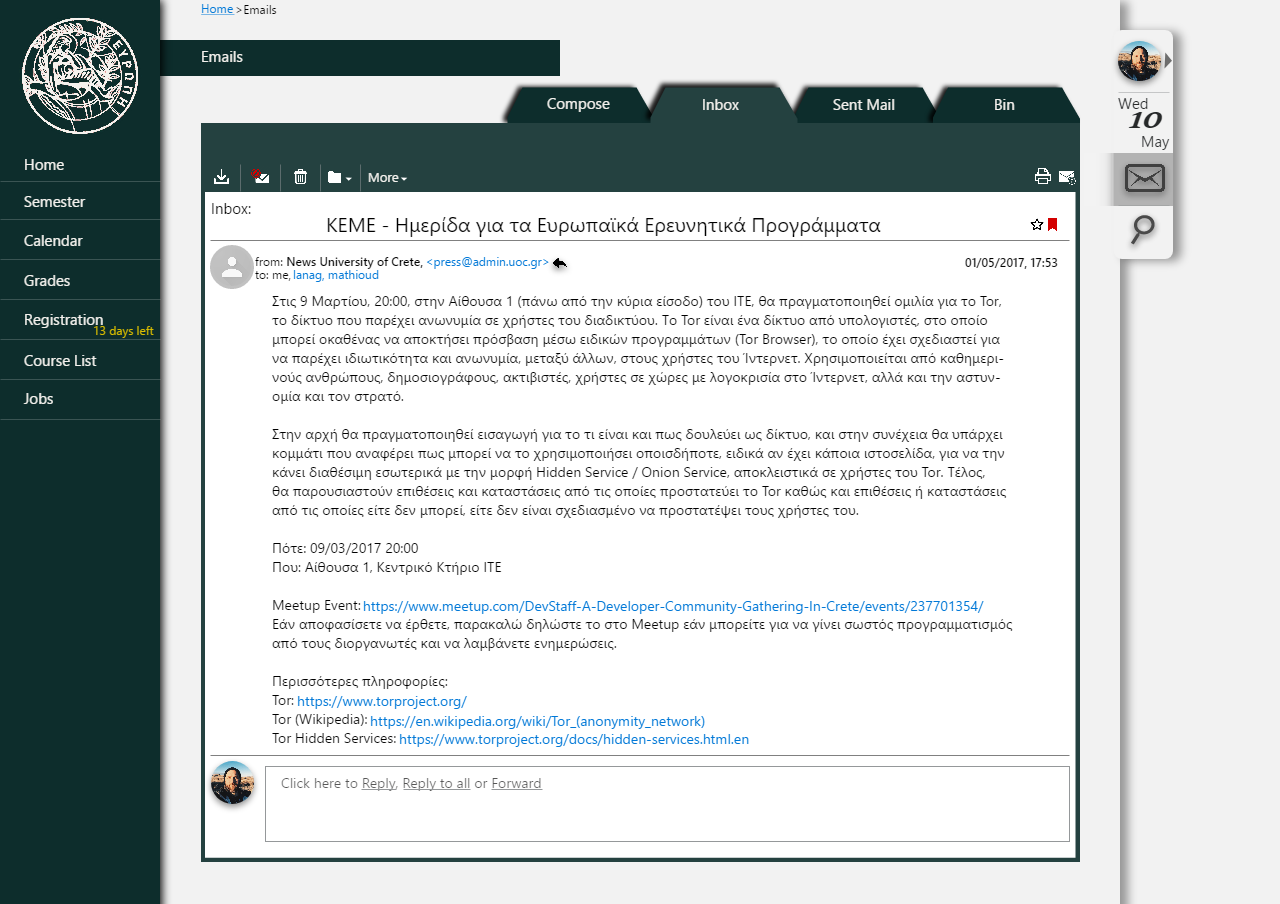 Home > Emails
ΕΥΡΩΠΗ
Emails
Compose
Inbox
Sent Mail
Bin
Wed
10
May
Home
Semester
Calendar
Grades
Registration
13 days left
Course List
Jobs
More
Inbox:
ΚΕΜΕ - Ημερίδα για τα Ευρωπαϊκά Ερευνητικά Προγράμματα
from: News University of Crete, <press@admin.uoc.gr>
01/05/2017, 17:53
to: me, lanag, mathioud
Στις 9 Μαρτίου, 20:00, στην Αίθουσα 1 (πάνω από την κύρια είσοδο) του ΙΤΕ, θα πραγματοποιηθεί ομιλία για το Tor,
το δίκτυο που παρέχει ανωνυμία σε χρήστες του διαδικτύου. Το Tor είναι ένα δίκτυο από υπολογιστές, στο οποίο
μπορεί οκαθένας να αποκτήσει πρόσβαση μέσω ειδικών προγραμμάτων (Tor Browser), το οποίο έχει σχεδιαστεί για
να παρέχει ιδιωτικότητα και ανωνυμία, μεταξύ άλλων, στους χρήστες του Ίντερνετ. Χρησιμοποιείται από καθημερι-
νούς ανθρώπους, δημοσιογράφους, ακτιβιστές, χρήστες σε χώρες με λογοκρισία στο Ίντερνετ, αλλά και την αστυν-
ομία και τον στρατό.
Στην αρχή θα πραγματοποιηθεί εισαγωγή για το τι είναι και πως δουλεύει ως δίκτυο, και στην συνέχεια θα υπάρχει
κομμάτι που αναφέρει πως μπορεί να το χρησιμοποιήσει οποισδήποτε, ειδικά αν έχει κάποια ιστοσελίδα, για να την
κάνει διαθέσιμη εσωτερικά με την μορφή Hidden Service / Onion Service, αποκλειστικά σε χρήστες του Tor. Τέλος,
θα παρουσιαστούν επιθέσεις και καταστάσεις από τις οποίες προστατεύει το Tor καθώς και επιθέσεις ή καταστάσεις
από τις οποίες είτε δεν μπορεί, είτε δεν είναι σχεδιασμένο να προστατέψει τους χρήστες του.
Πότε: 09/03/2017 20:00
Που: Αίθουσα 1, Κεντρικό Κτήριο ΙΤΕ
Meetup Event: https://www.meetup.com/DevStaff-A-Developer-Community-Gathering-In-Crete/events/237701354/
Εάν αποφασίσετε να έρθετε, παρακαλώ δηλώστε το στο Meetup εάν μπορείτε για να γίνει σωστός προγραμματισμός
από τους διοργανωτές και να λαμβάνετε ενημερώσεις.
Περισσότερες πληροφορίες:
Tor: https://www.torproject.org/
Tor (Wikipedia): https://en.wikipedia.org/wiki/Tor_(anonymity_network)
Tor Hidden Services: https://www.torproject.org/docs/hidden-services.html.en
Click here to Reply, Reply to all or Forward